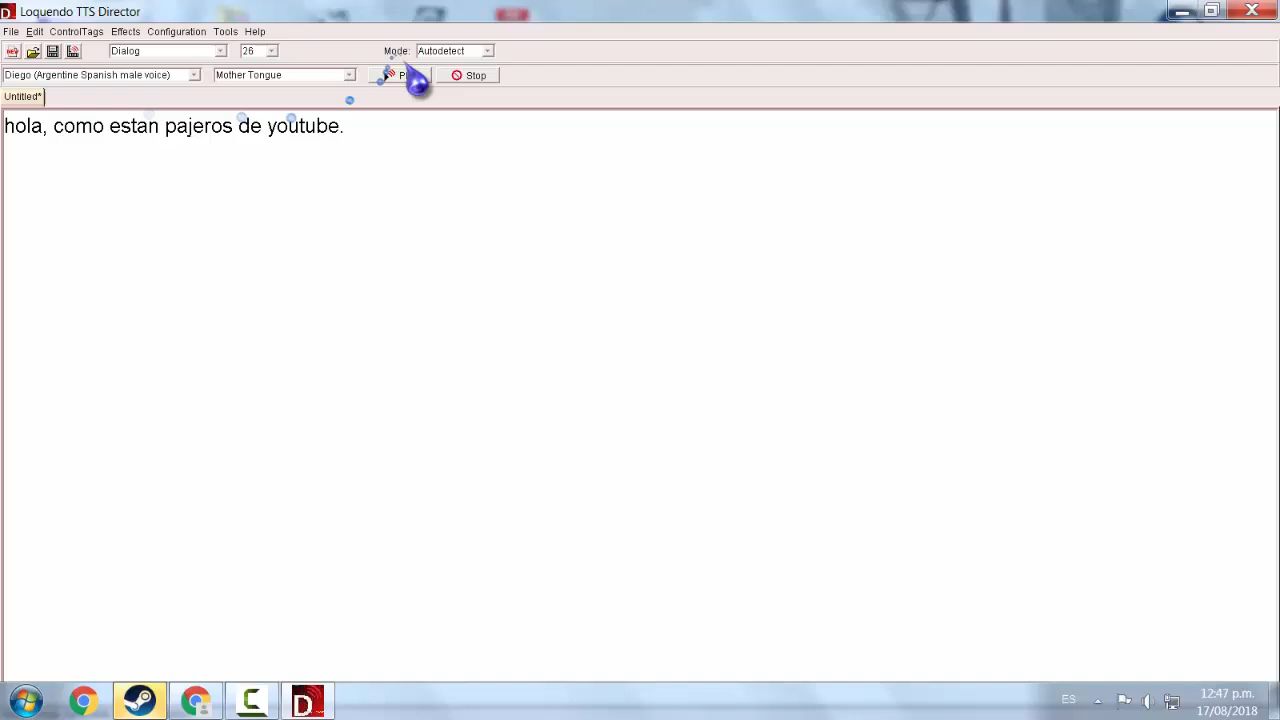 Loquendo TTS Director
File Edit ControlTags Effects Configuration Tools Help
Dialog 26 Mode: Autodetect
Diego (Argentine Spanish male voice) Mother Tongue Stop
Untitled*
hola, como estan pajeros de youtube.
ES 12:47 p.m.
17/08/2018